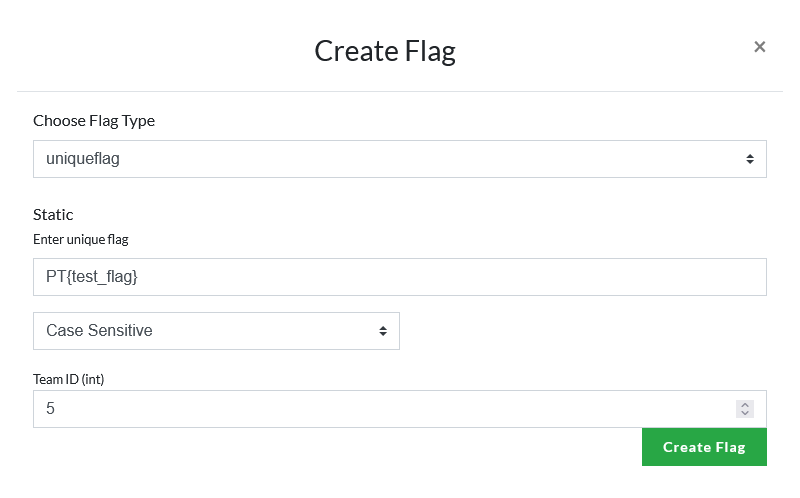 Create Flag
×
Choose Flag Type
uniqueflag
Static
Enter unique flag
PT{test_flag}
Case Sensitive
Team ID (int)
5
Create Flag